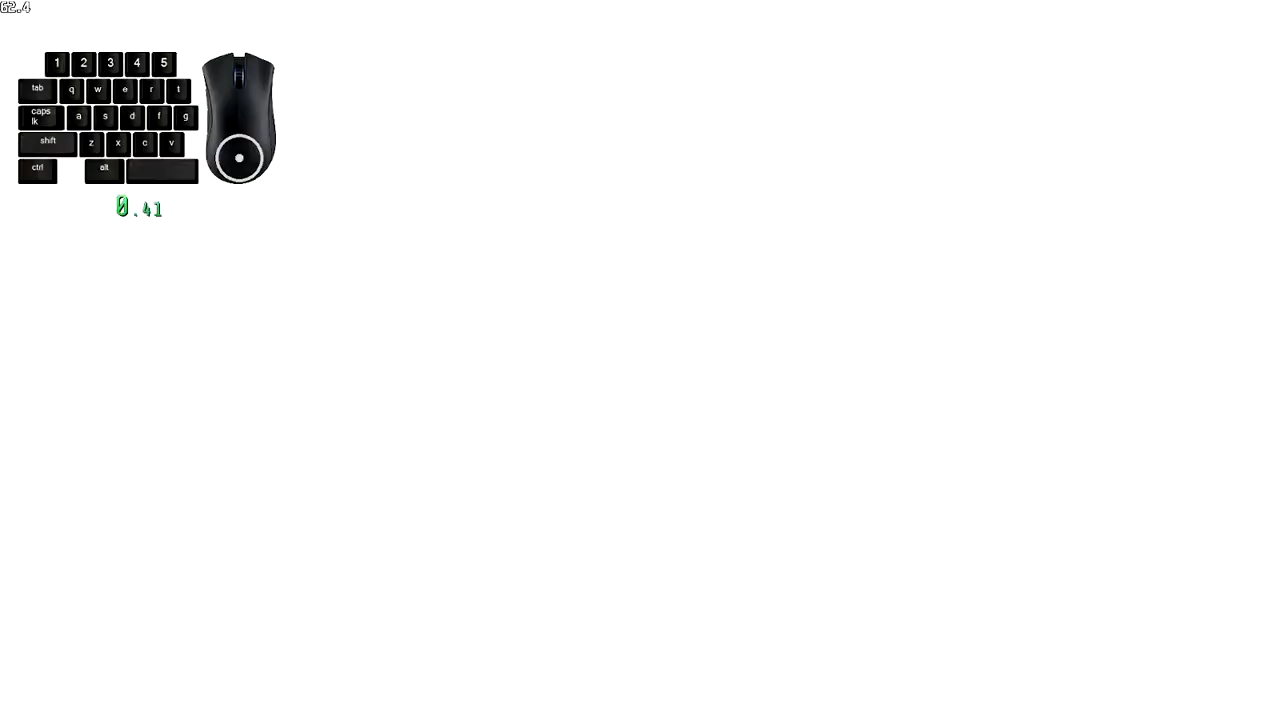 62.4
1 2 3 4 5
tab q w e r t
caps lk a s d f g
shift z x c v
ctrl alt
0.41